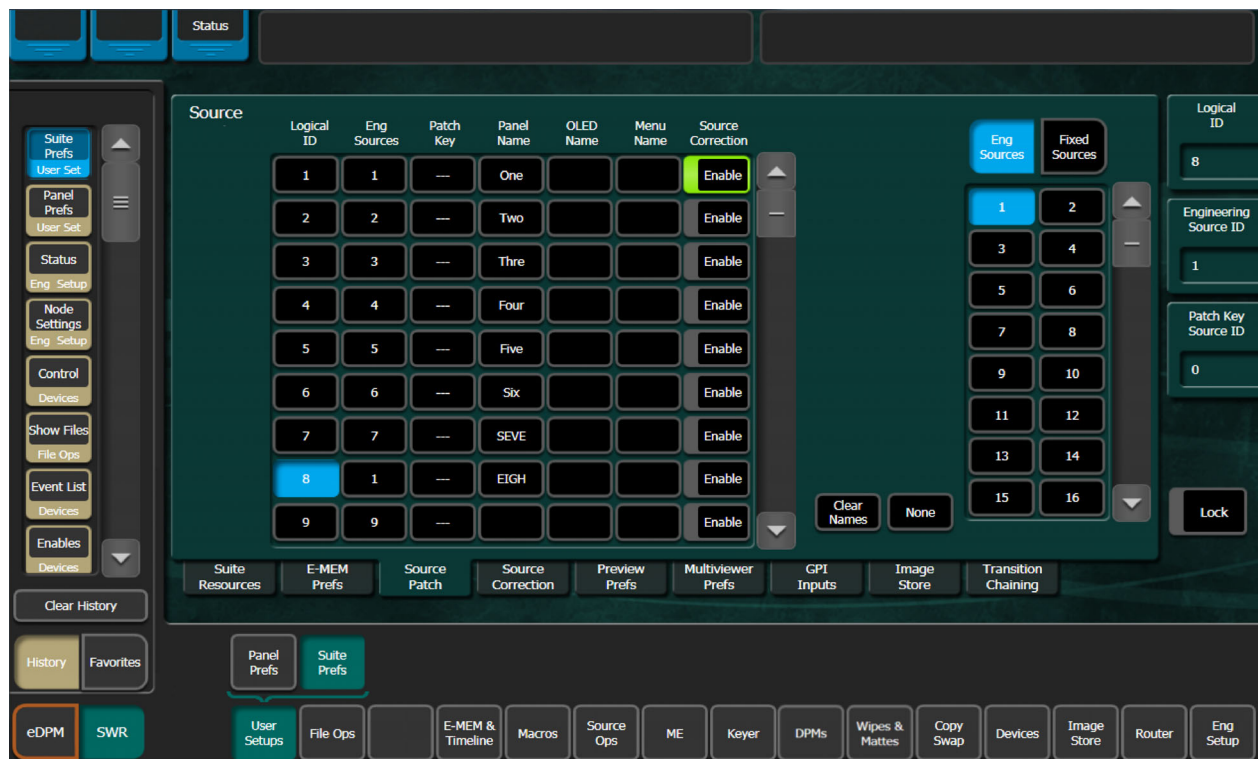 Status
Source
Logical ID Eng Sources Patch Key Panel Name OLED Name Menu Name Source Correction
1 1 --- One Enable
2 2 --- Two Enable
3 3 --- Thre Enable
4 4 --- Four Enable
5 5 --- Five Enable
6 6 --- Six Enable
7 7 --- SEVE Enable
8 1 --- EIGH Enable
9 9 --- Enable
Clear Names None
Eng Sources Fixed Sources
1 2
3 4
5 6
7 8
9 10
11 12
13 14
15 16
Logical ID
8
Engineering Source ID
1
Patch Key Source ID
0
Lock
Suite Prefs
User Set
Panel Prefs
User Set
Status
Eng Setup
Node Settings
Eng Setup
Control
Devices
Show Files
File Ops
Event List
Devices
Enables
Devices
Clear History
History Favorites
Suite Resources E-MEM Prefs Source Patch Source Correction Preview Prefs Multiviewer Prefs GPI Inputs Image Store Transition Chaining
Panel Prefs Suite Prefs
eDPM SWR User Setups File Ops E-MEM & Timeline Macros Source Ops ME Keyer DPMs Wipes & Mattes Copy Swap Devices Image Store Router Eng Setup